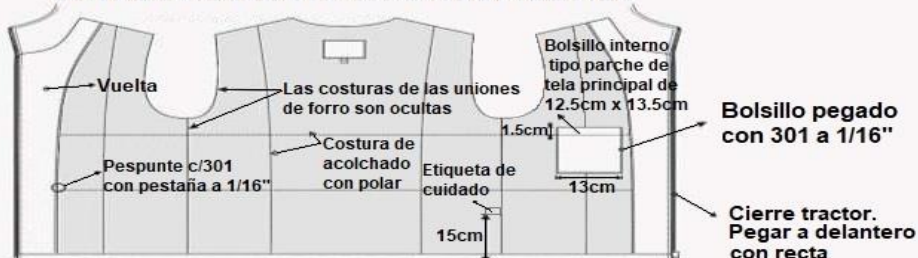 Vuelta
Las costuras de las uniones
de forro son ocultas
Bolsillo interno
tipo parche de
tela principal de
12.5cm x 13.5cm
Bolsillo pegado
con 301 a 1/16"
1.5cm
13cm
Costura de
acolchado
con polar
Pespunte c/301
con pestaña a 1/16"
Etiqueta de
cuidado
15cm
Cierre tractor.
Pegar a delantero
con recta